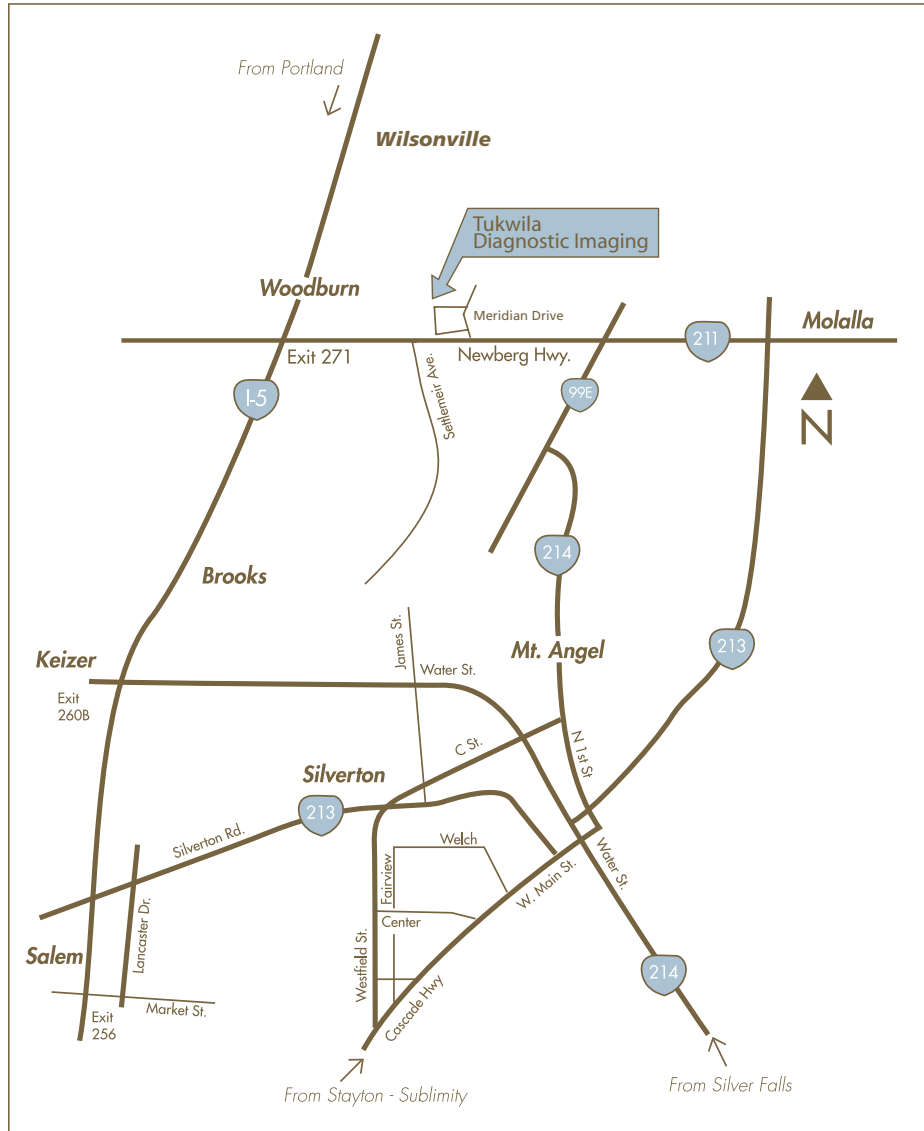 From Portland
Wilsonville
Tukwila
Diagnostic Imaging
Woodburn
Meridian Drive
Molalla
211
Exit 271
Newberg Hwy.
Settlemeir Ave.
I-5
99E
N
214
Brooks
James St.
Mt. Angel
213
Keizer
Water St.
Exit
260B
C St.
N 1st St
Silverton
213
Silverton Rd.
Welch
Fairview
W. Main St.
Water St.
Center
Lancaster Dr.
Salem
Westfield St.
214
Market St.
Cascade Hwy
Exit
256
From Stayton - Sublimity
From Silver Falls